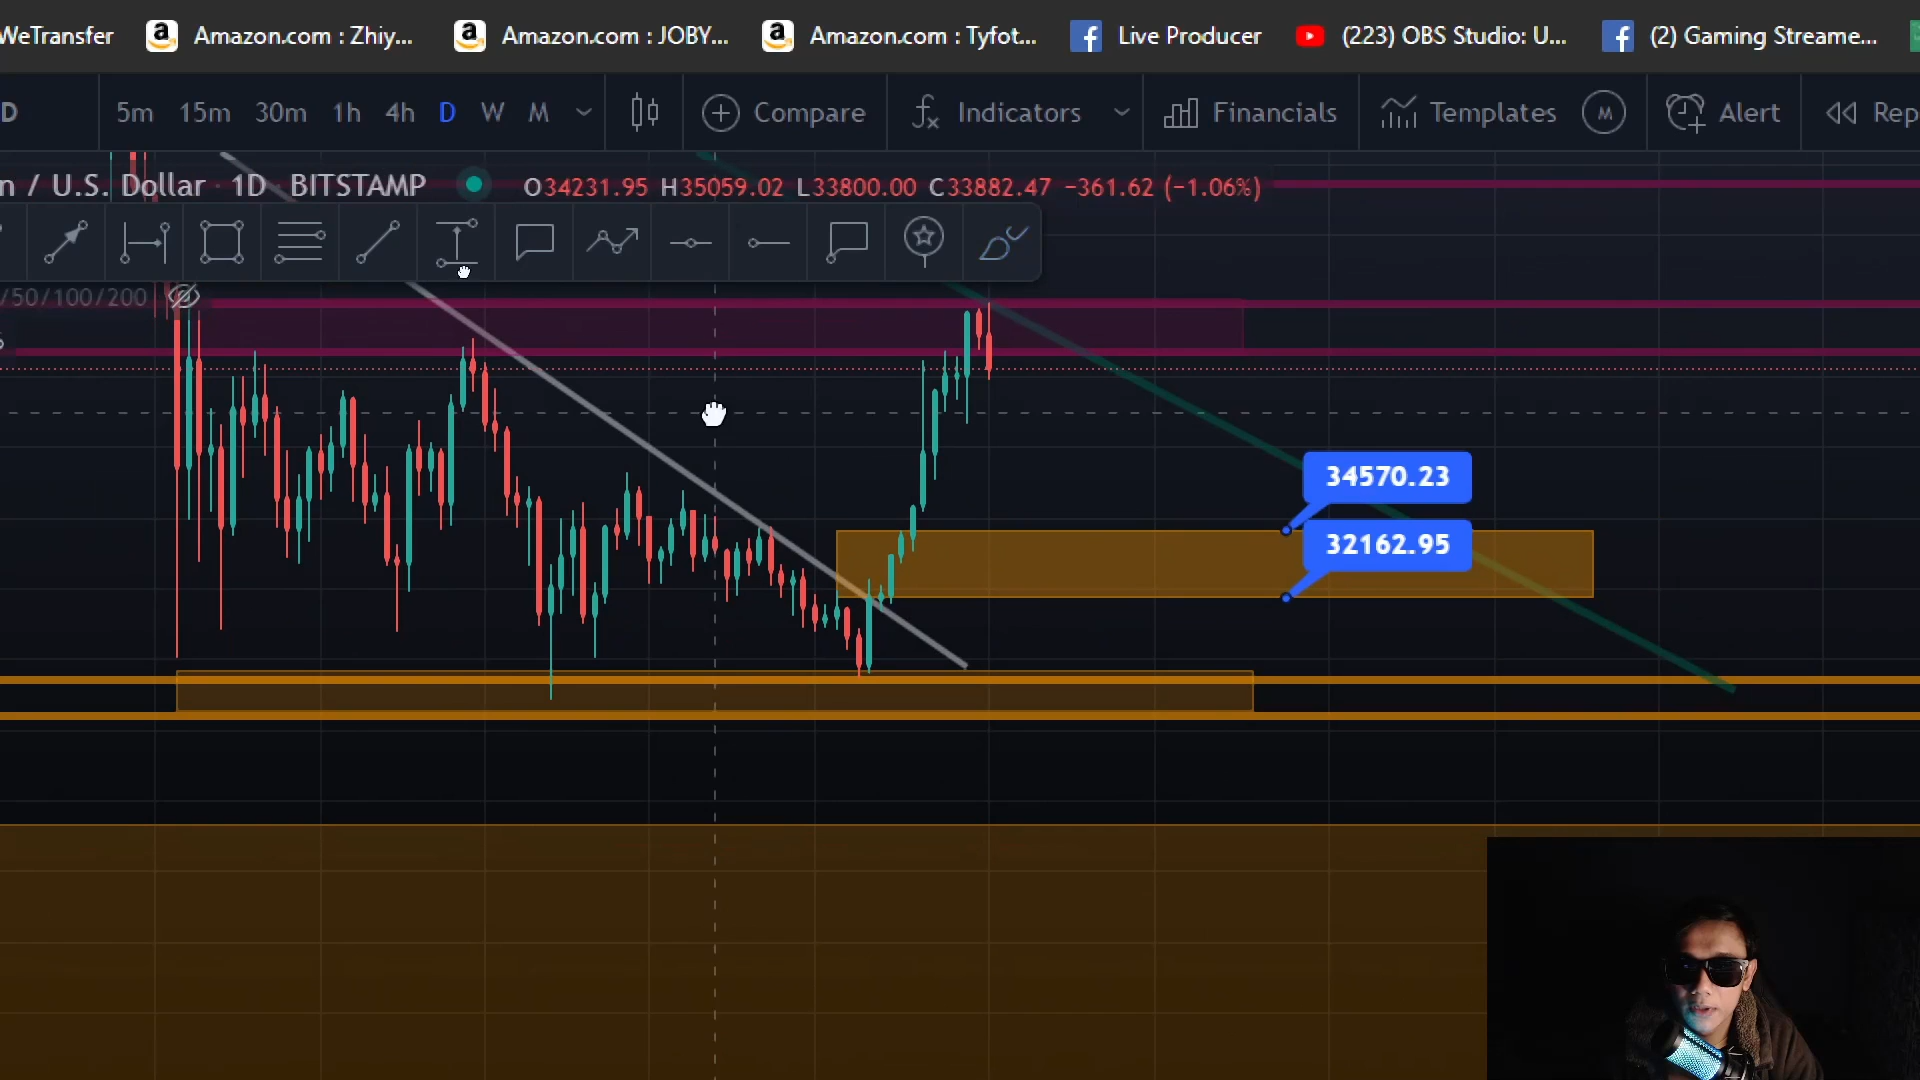 WeTransfer Amazon.com : Zhiy... Amazon.com : JOBY... Amazon.com : Tyfot... Live Producer (223) OBS Studio: U... (2) Gaming Streame...
D 5m 15m 30m 1h 4h D W M Compare Indicators Financials Templates M Alert Rep
n / U.S. Dollar · 1D · BITSTAMP O34231.95 H35059.02 L33800.00 C33882.47 −361.62 (−1.06%)
/50/100/200
34570.23
32162.95